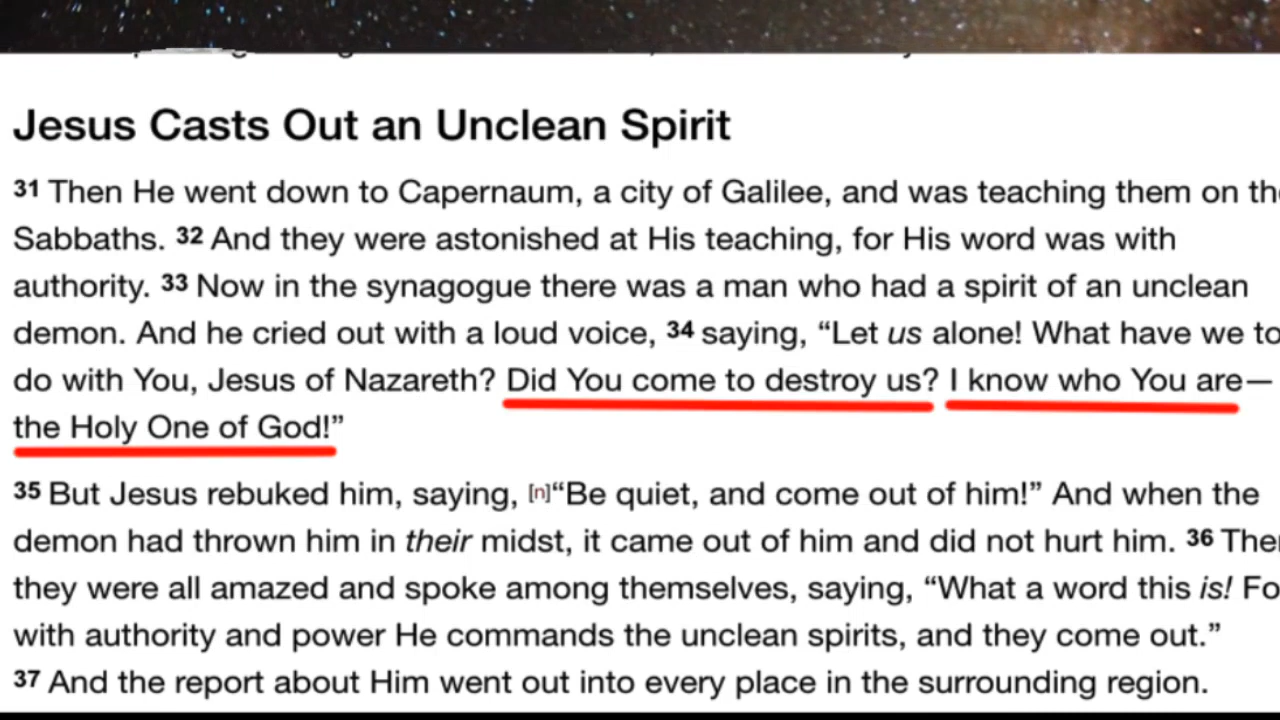 Jesus Casts Out an Unclean Spirit
31 Then He went down to Capernaum, a city of Galilee, and was teaching them on
Sabbaths. 32 And they were astonished at His teaching, for His word was with
authority. 33 Now in the synagogue there was a man who had a spirit of an unclean
demon. And he cried out with a loud voice, 34 saying, “Let us alone! What have we to
do with You, Jesus of Nazareth? Did You come to destroy us? I know who You are—
the Holy One of God!”
35 But Jesus rebuked him, saying, [n]“Be quiet, and come out of him!” And when the
demon had thrown him in their midst, it came out of him and did not hurt him. 36
they were all amazed and spoke among themselves, saying, “What a word this is!
with authority and power He commands the unclean spirits, and they come out.”
37 And the report about Him went out into every place in the surrounding region.